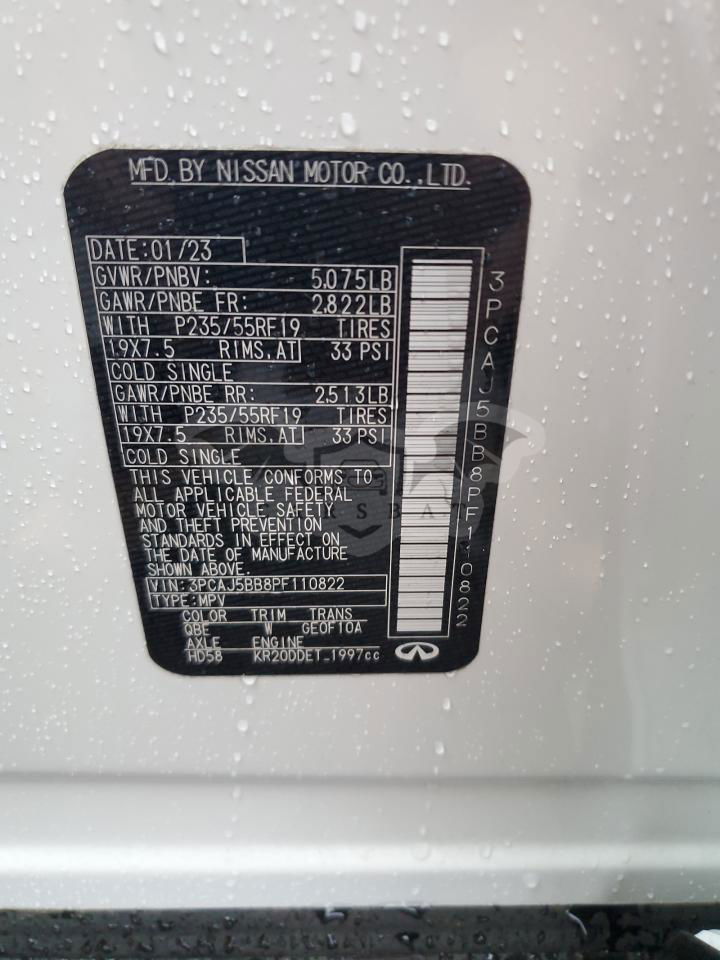 MFD. BY NISSAN MOTOR CO., LTD.
DATE:01/23
GVWR/PNBV: 5,075LB
GAWR/PNBE FR: 2,822LB
WITH P235/55RF19 TIRES
19X7.5 RIMS,AT 33 PSI
COLD SINGLE
GAWR/PNBE RR: 2,513LB
WITH P235/55RF19 TIRES
19X7.5 RIMS,AT 33 PSI
COLD SINGLE
THIS VEHICLE CONFORMS TO
ALL APPLICABLE FEDERAL
MOTOR VEHICLE SAFETY
AND THEFT PREVENTION
STANDARDS IN EFFECT ON
THE DATE OF MANUFACTURE
SHOWN ABOVE.
VIN:3PCAJ5BB8PF110822
TYPE:MPV
COLOR TRIM TRANS
QBE W GE0F10A
AXLE ENGINE
HD58 KR20DDET 1997cc
3PCAJ5BB8PF110822